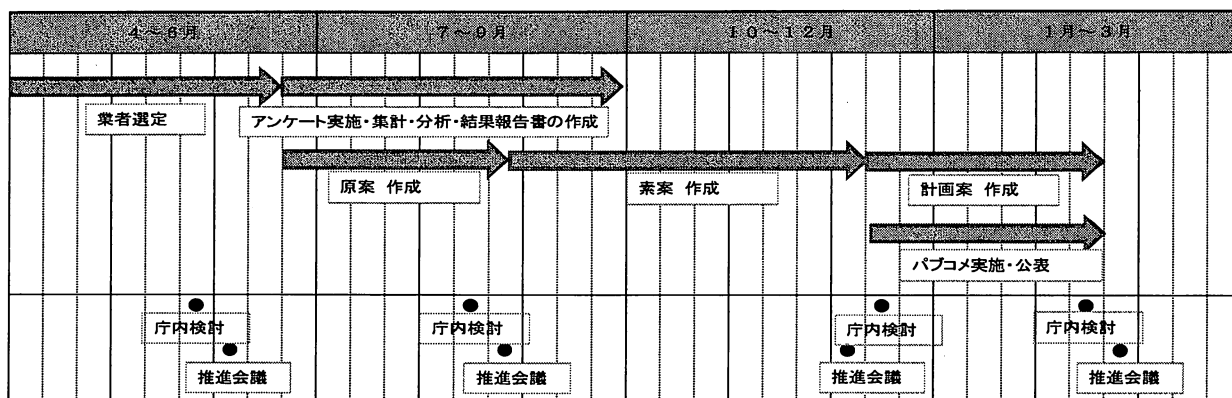 ４～６月
７～９月
１０～１２月
１月～３月
業者選定
アンケート実施・集計・分析・結果報告書の作成
原案 作成
素案 作成
計画案 作成
パブコメ実施・公表
庁内検討
庁内検討
庁内検討
庁内検討
推進会議
推進会議
推進会議
推進会議